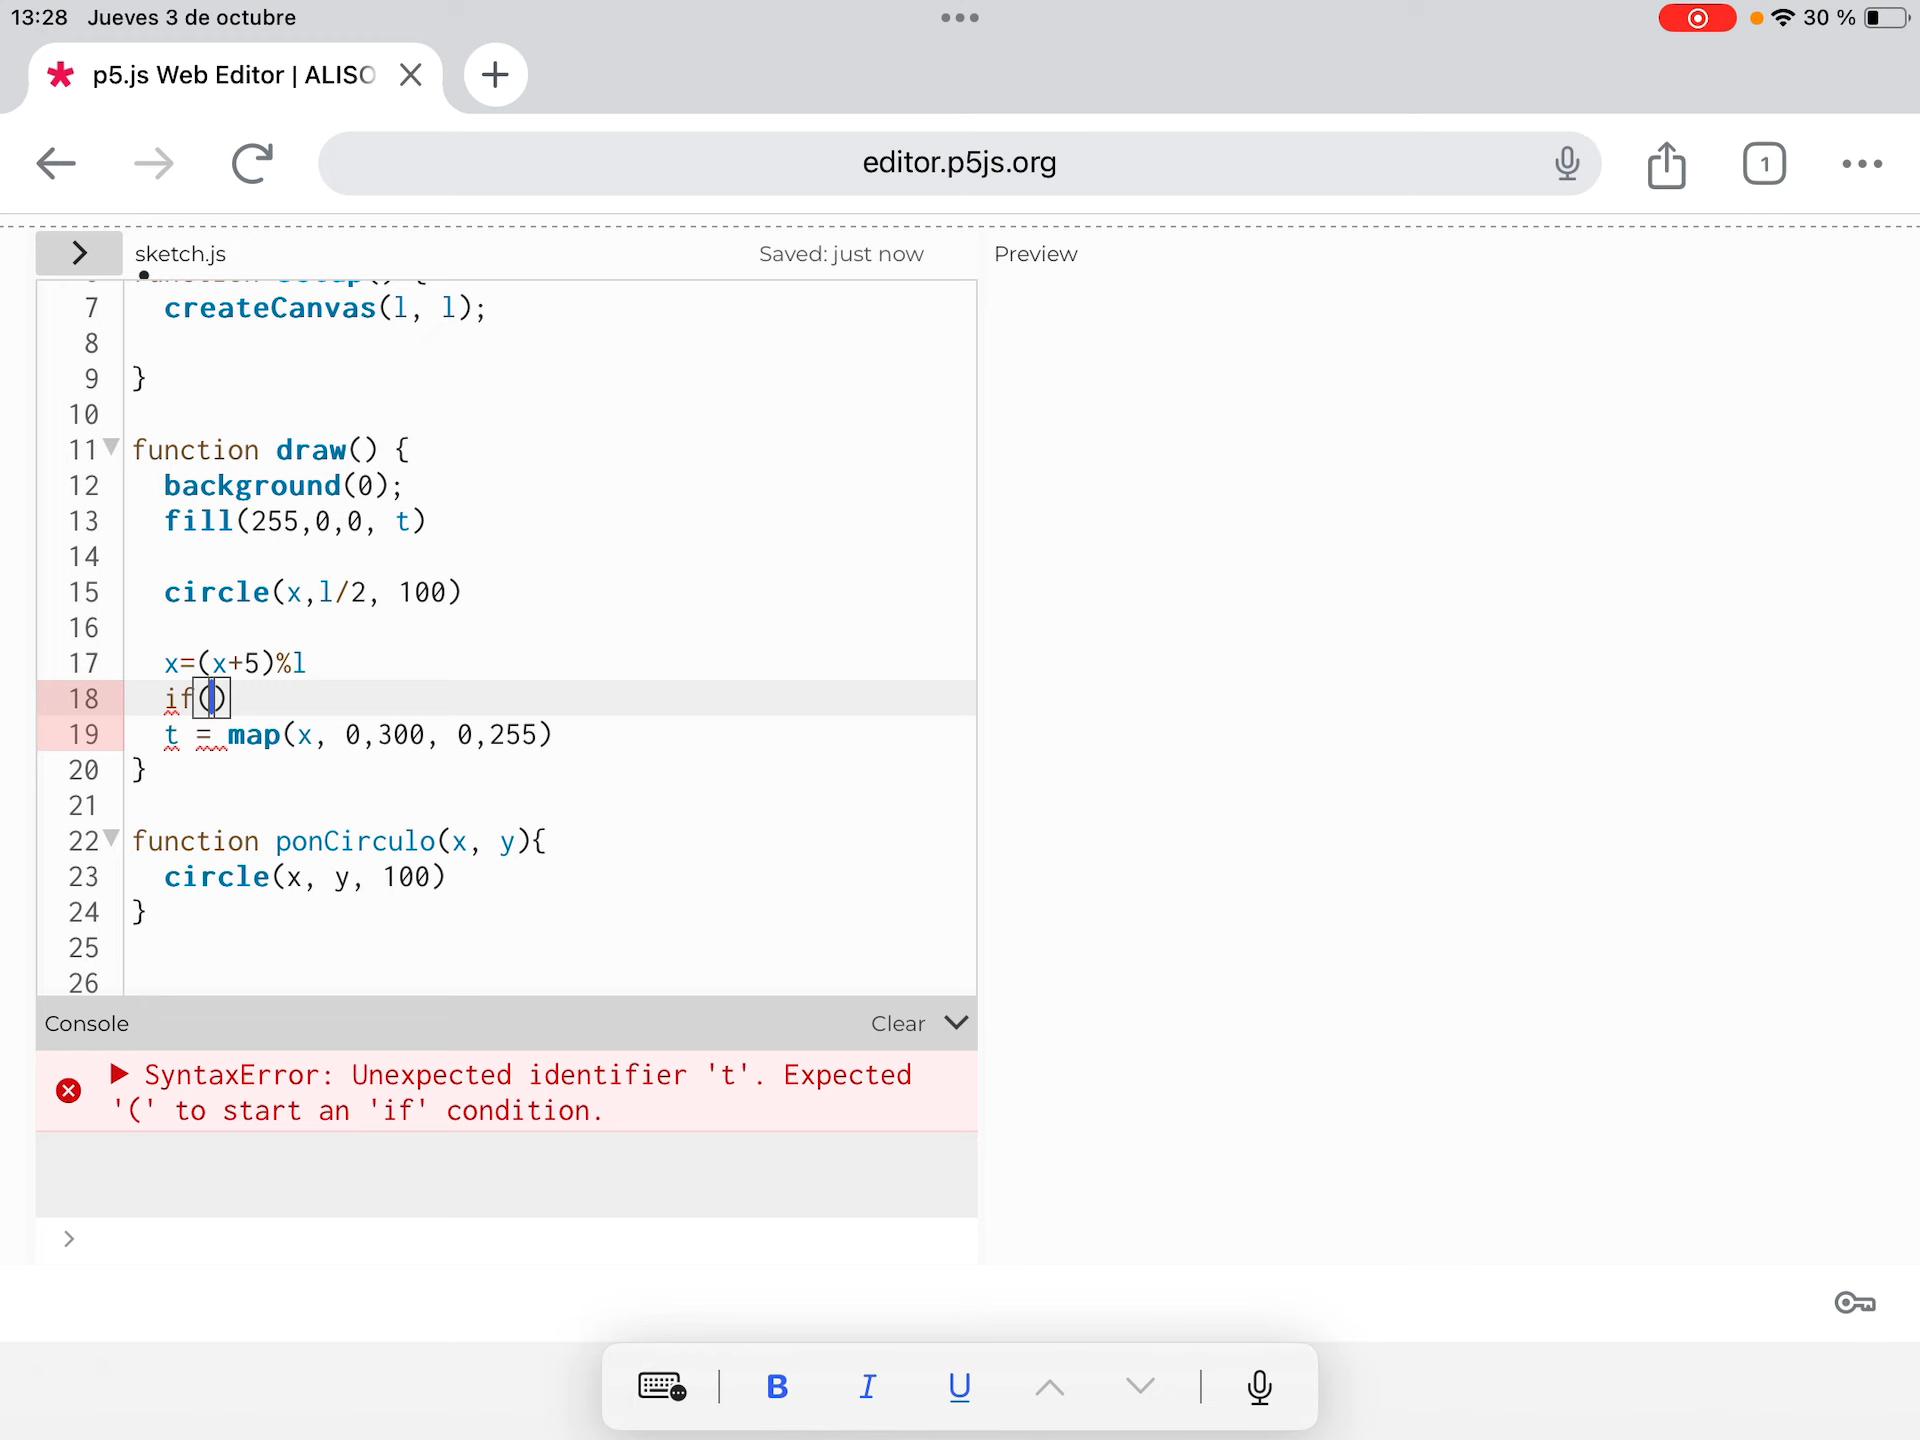 13:28 Jueves 3 de octubre
30 %
p5.js Web Editor | ALISO
editor.p5js.org
1
sketch.js
Saved: just now
Preview
7 createCanvas(l, l);
8
9 }
10
11 function draw() {
12 background(0);
13 fill(255,0,0, t)
14
15 circle(x,l/2, 100)
16
17 x=(x+5)%l
18 if()
19 t = map(x, 0,300, 0,255)
20 }
21
22 function ponCirculo(x, y){
23 circle(x, y, 100)
24 }
25
26
Console
Clear
SyntaxError: Unexpected identifier 't'. Expected
'(' to start an 'if' condition.
>
B I U